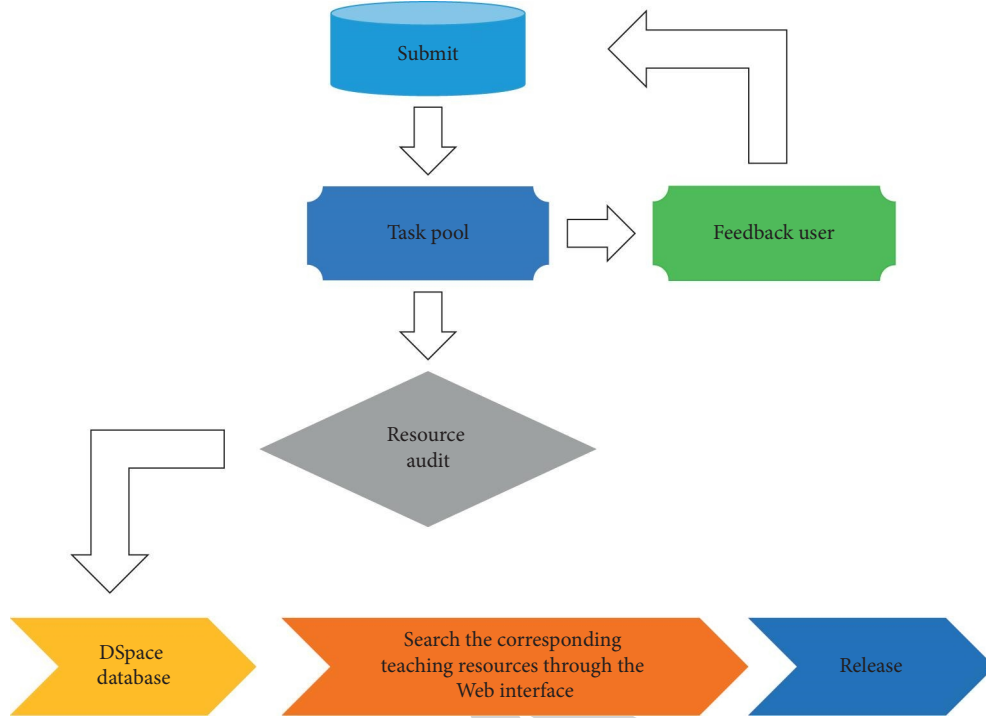 Submit
Task pool
Feedback user
Resource
audit
DSpace
database
Search the corresponding
teaching resources through the
Web interface
Release